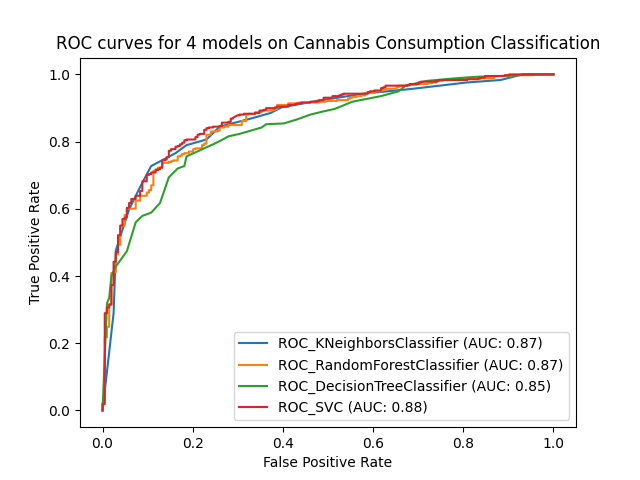 ROC curves for 4 models on Cannabis Consumption Classification
1.0
0.8
0.6
0.4
0.2
0.0
True Positive Rate
ROC_KNeighborsClassifier (AUC: 0.87)
ROC_RandomForestClassifier (AUC: 0.87)
ROC_DecisionTreeClassifier (AUC: 0.85)
ROC_SVC (AUC: 0.88)
0.0 0.2 0.4 0.6 0.8 1.0
False Positive Rate